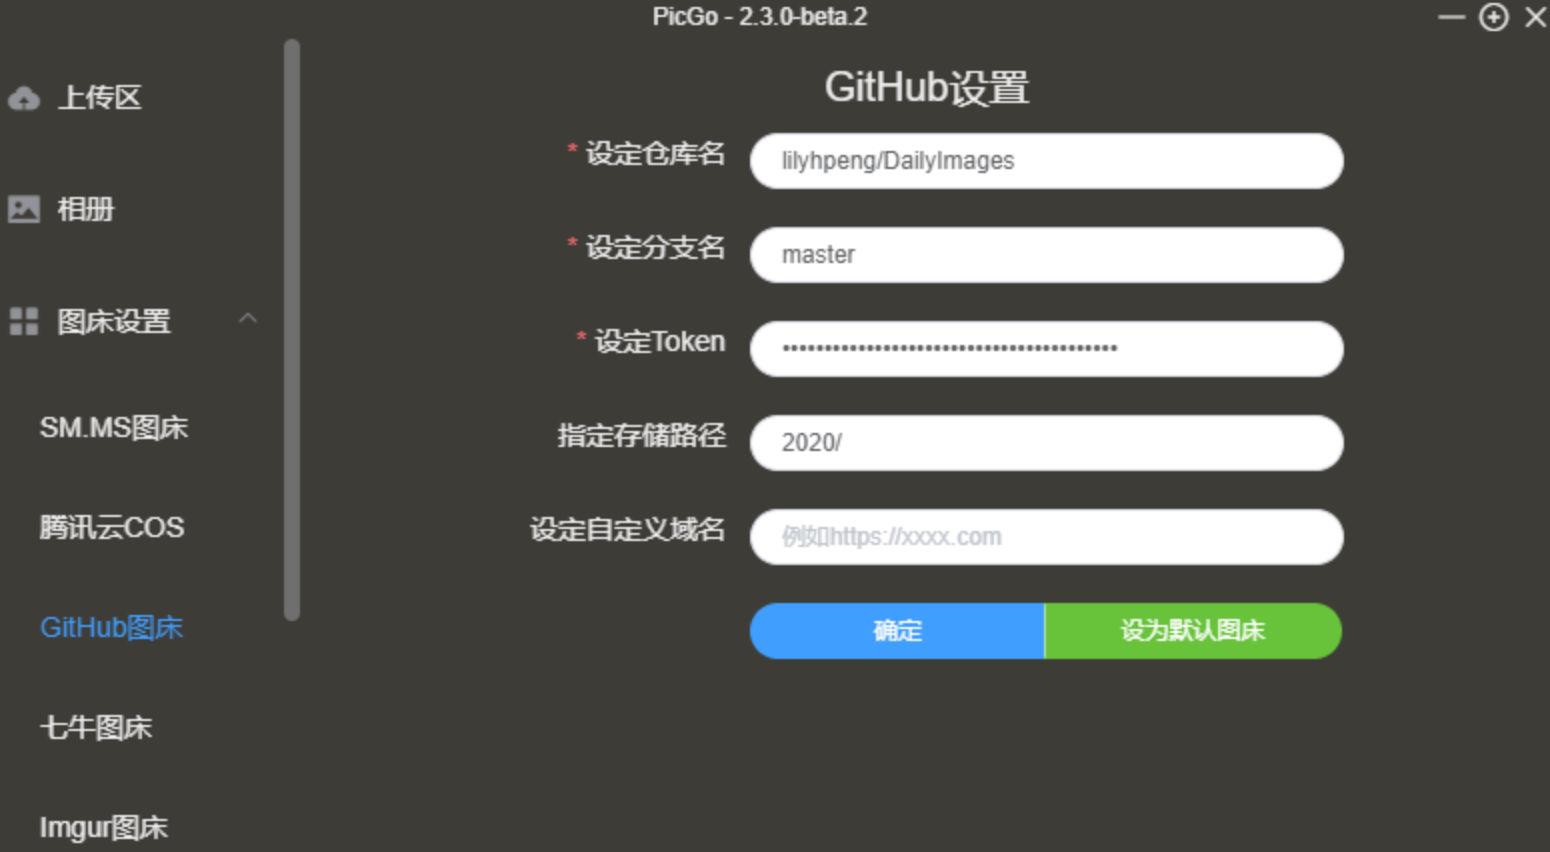 PicGo - 2.3.0-beta.2
上传区
相册
图床设置
SM.MS图床
腾讯云COS
GitHub图床
七牛图床
Imgur图床
GitHub设置
* 设定仓库名
lilyhpeng/DailyImages
* 设定分支名
master
* 设定Token
••••••••••••••••••••••••••••••••••••••••
指定存储路径
2020/
设定自定义域名
例如https://xxxx.com
确定
设为默认图床